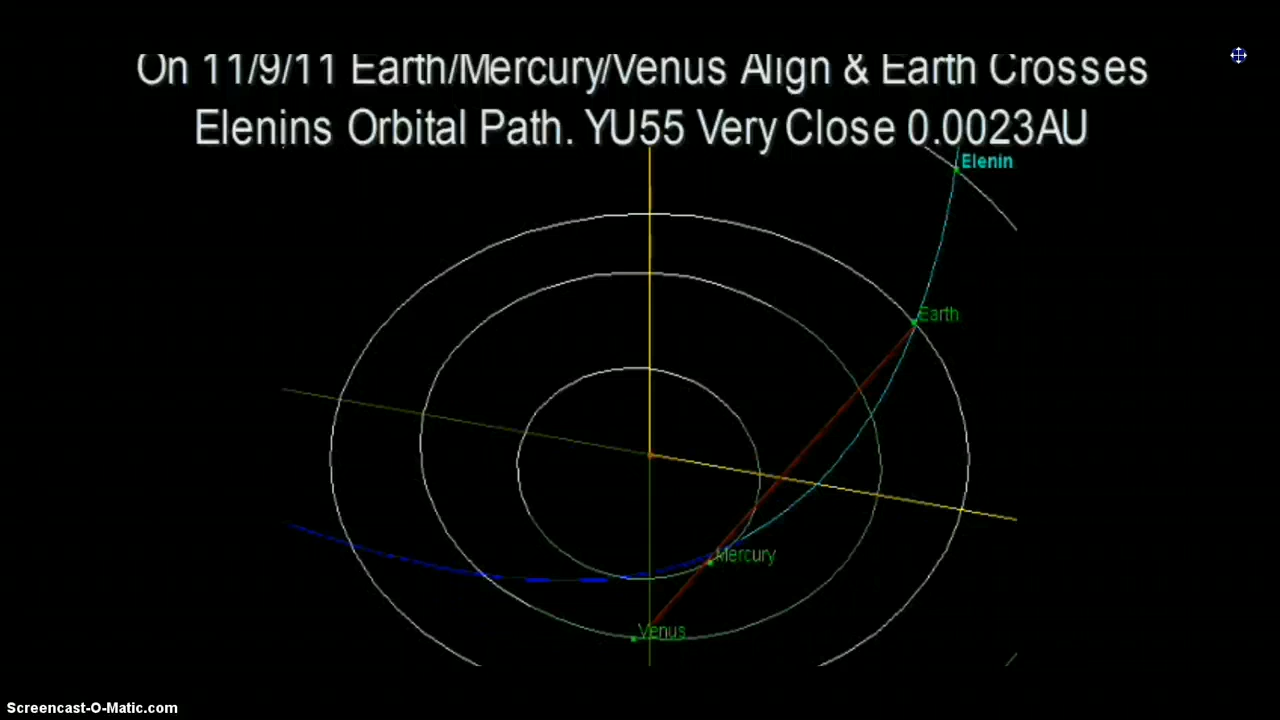 On 11/9/11 Earth/Mercury/Venus Align & Earth Crosses
Elenins Orbital Path. YU55 Very Close 0.0023AU
Elenin
Earth
Mercury
Venus
Screencast-O-Matic.com